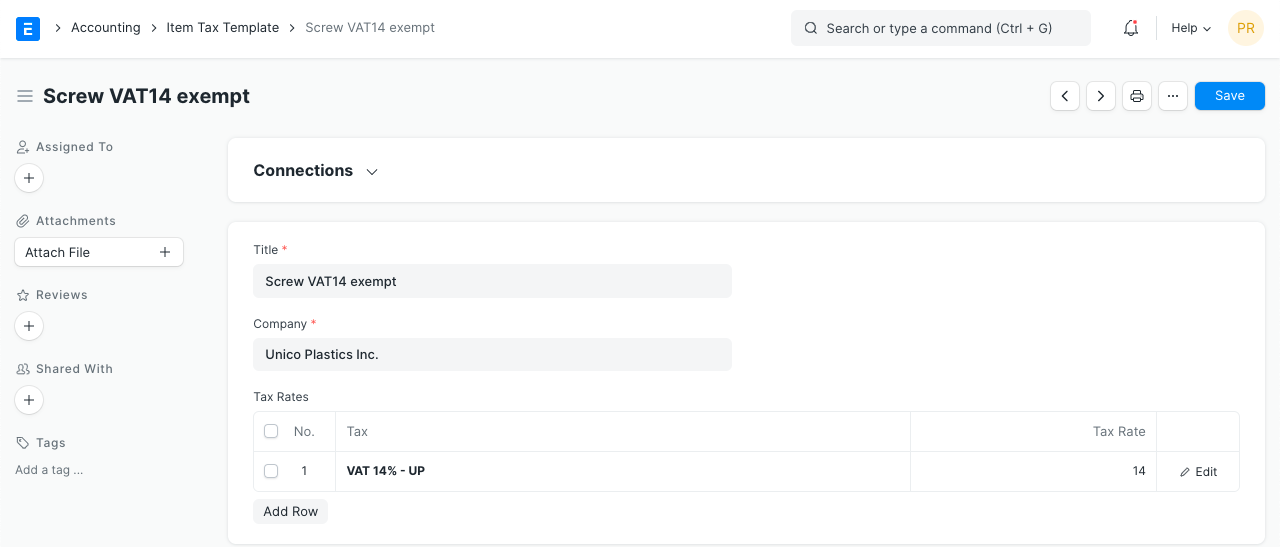 E Accounting Item Tax Template Screw VAT14 exempt Search or type a command (Ctrl + G) Help PR
Screw VAT14 exempt Save
Assigned To
Connections
Attachments
Attach File
Reviews
Shared With
Tags
Add a tag ...
Title *
Screw VAT14 exempt
Company *
Unico Plastics Inc.
Tax Rates
No. Tax Tax Rate
1 VAT 14% - UP 14 Edit
Add Row